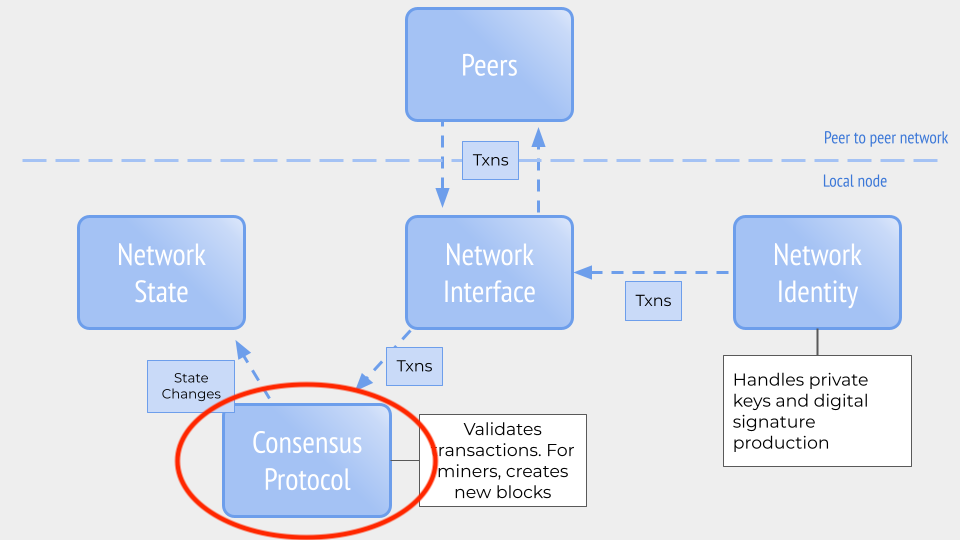 Peers
Peer to peer network
Txns
Local node
Network
State
Network
Interface
Network
Identity
Txns
Txns
State
Changes
Handles private
keys and digital
signature
production
Consensus
Protocol
Validates
transactions. For
miners, creates
new blocks